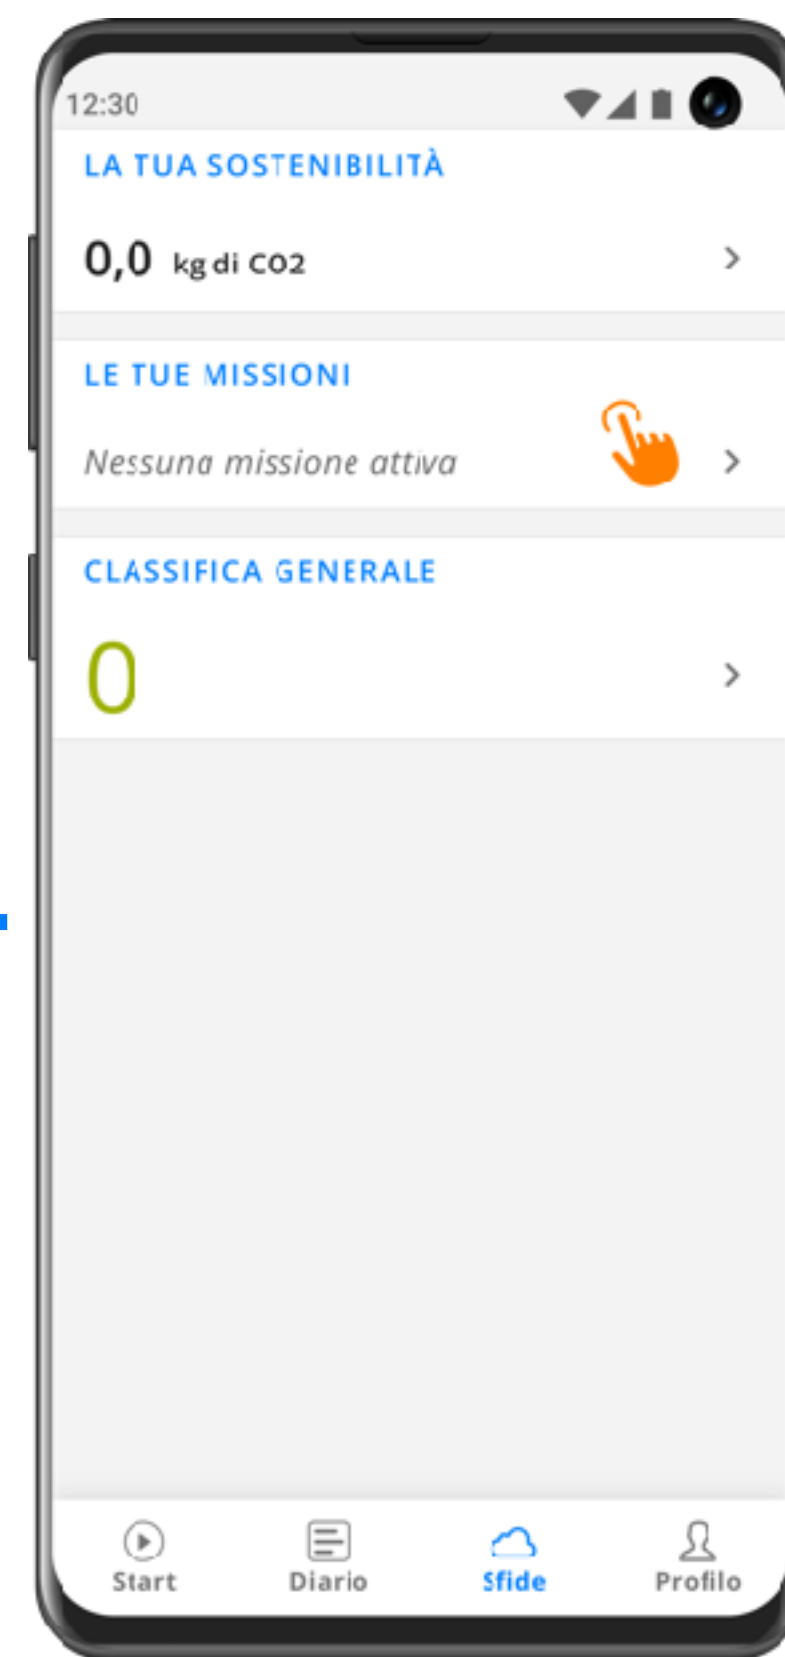 12:30
LA TUA SOSTENIBILITÀ
0,0 kg di CO2
LE TUE MISSIONI
Nessuna missione attiva
CLASSIFICA GENERALE
0
Start Diario Sfide Profilo